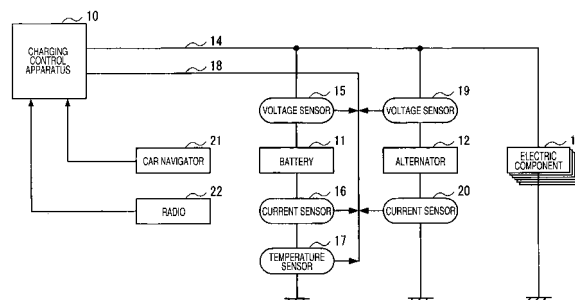 10
CHARGING
CONTROL
APPARATUS
14
18
15
VOLTAGE SENSOR
19
VOLTAGE SENSOR
21
CAR NAVIGATOR
11
BATTERY
12
ALTERNATOR
1
ELECTRIC
COMPONENT
22
RADIO
16
CURRENT SENSOR
20
CURRENT SENSOR
17
TEMPERATURE
SENSOR